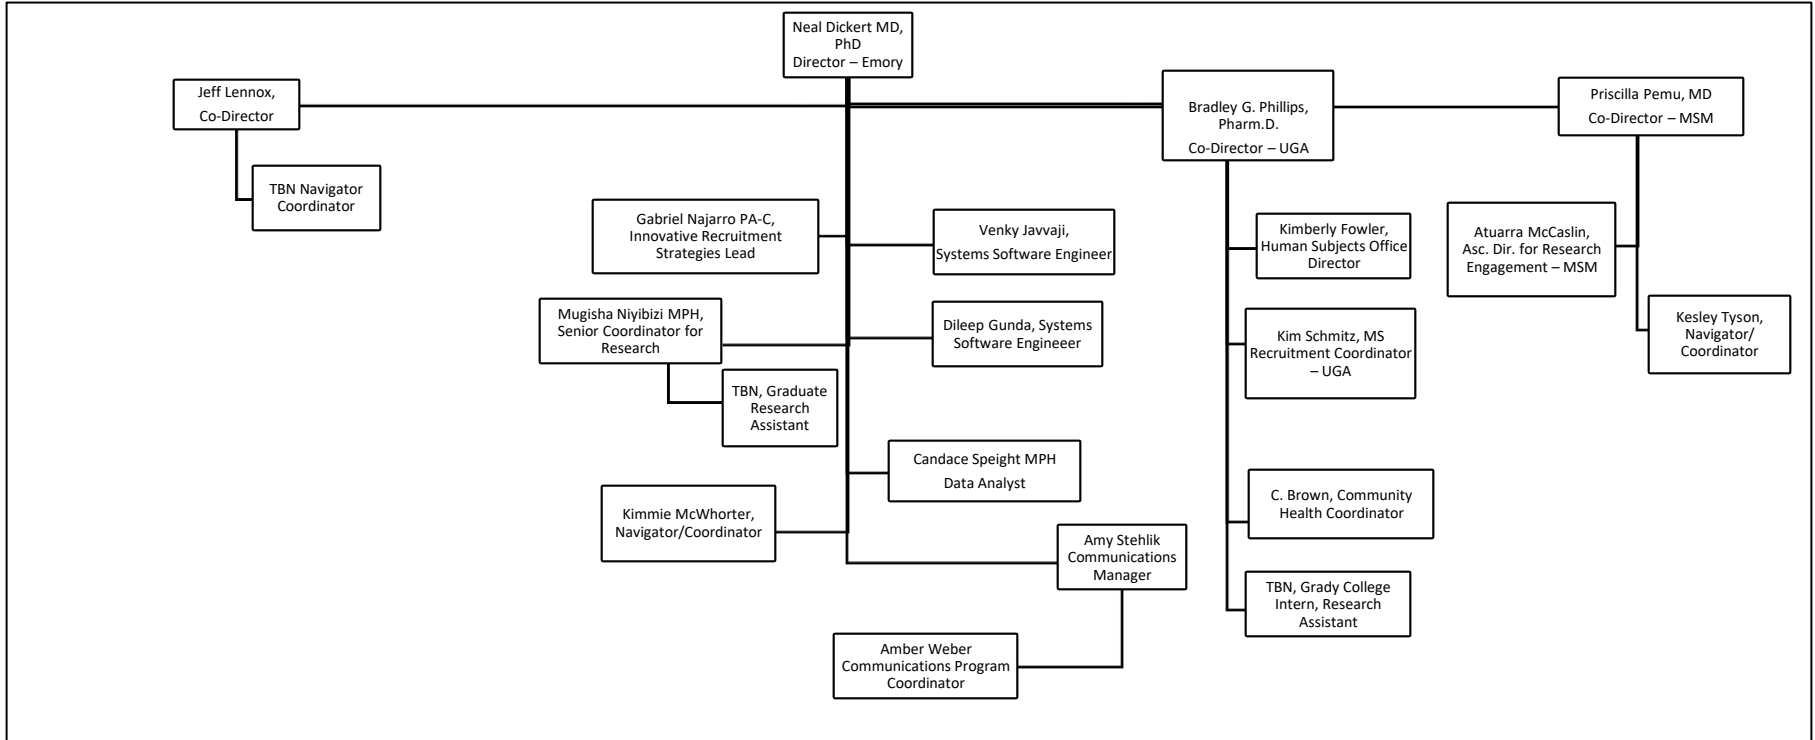 Neal Dickert MD,
PhD
Director – Emory
Jeff Lennox,
Co-Director
Bradley G. Phillips,
Pharm.D.
Co-Director – UGA
Priscilla Pemu, MD
Co-Director – MSM
TBN Navigator
Coordinator
Gabriel Najarro PA-C,
Innovative Recruitment
Strategies Lead
Venky Javvaji,
Systems Software Engineer
Kimberly Fowler,
Human Subjects Office
Director
Atuarra McCaslin,
Asc. Dir. for Research
Engagement – MSM
Mugisha Niyibizi MPH,
Senior Coordinator for
Research
Dileep Gunda, Systems
Software Engineeer
Kim Schmitz, MS
Recruitment Coordinator
– UGA
Kesley Tyson,
Navigator/
Coordinator
TBN, Graduate
Research
Assistant
Candace Speight MPH
Data Analyst
Kimmie McWhorter,
Navigator/Coordinator
C. Brown, Community
Health Coordinator
Amy Stehlik
Communications
Manager
TBN, Grady College
Intern, Research
Assistant
Amber Weber
Communications Program
Coordinator